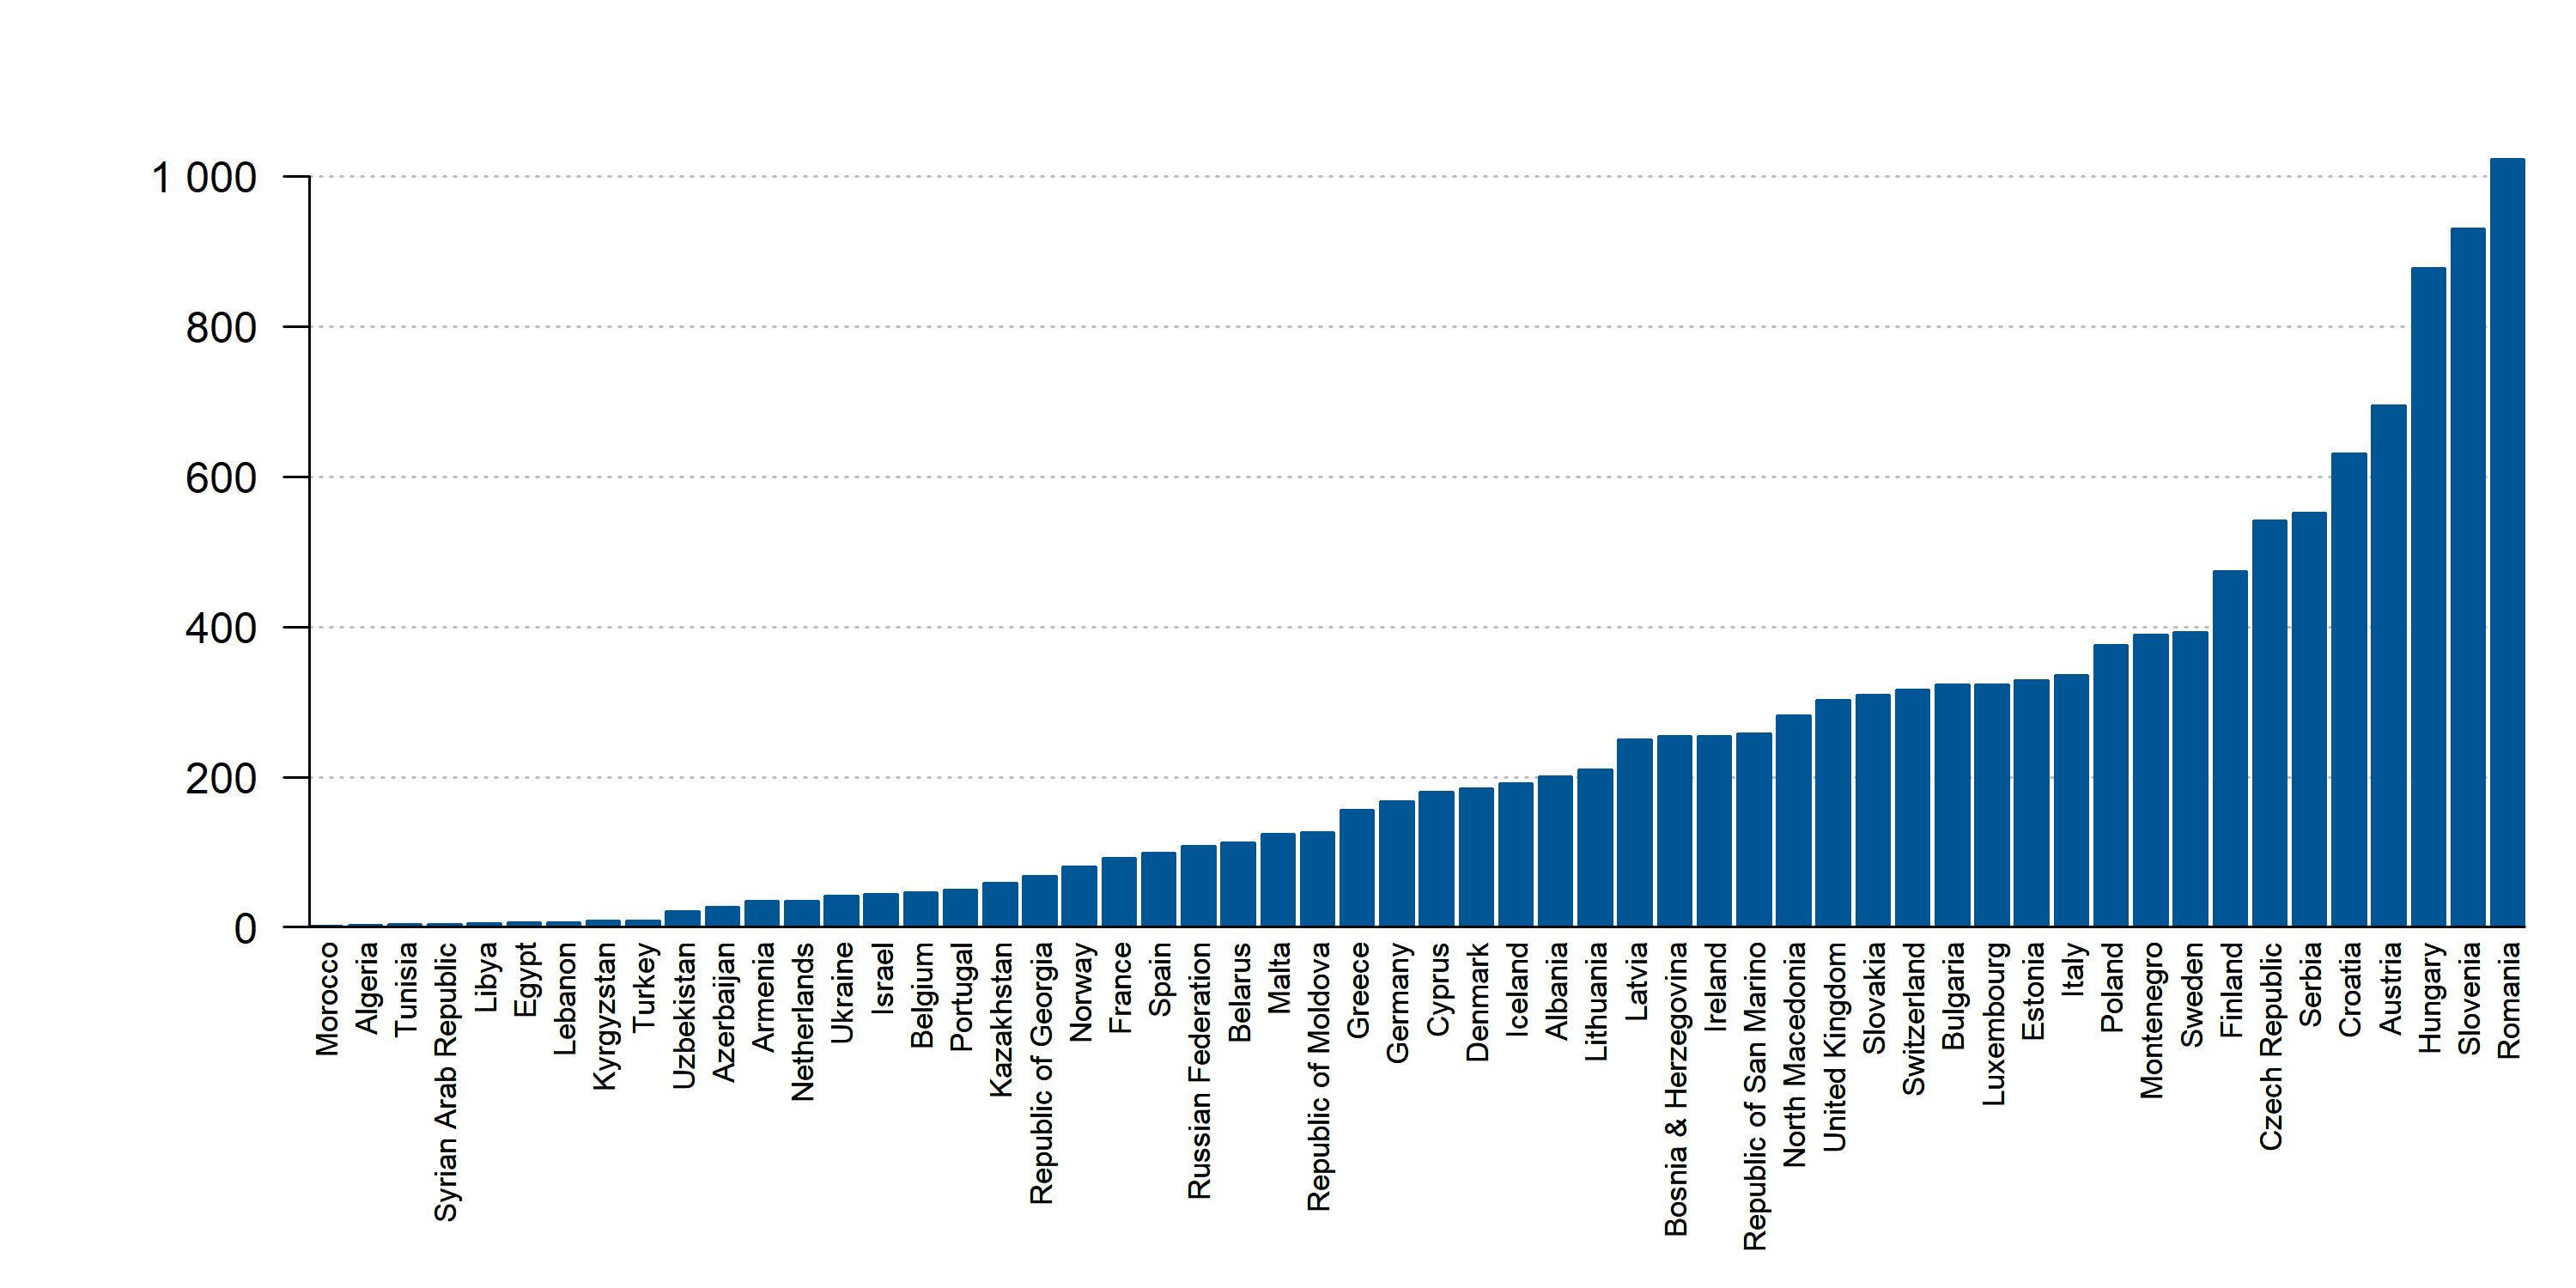 1 000
800
600
400
200
0
Morocco
Algeria
Tunisia
Syrian Arab Republic
Libya
Egypt
Lebanon
Kyrgyzstan
Turkey
Uzbekistan
Azerbaijan
Armenia
Netherlands
Ukraine
Israel
Belgium
Portugal
Kazakhstan
Republic of Georgia
Norway
France
Spain
Russian Federation
Belarus
Malta
Republic of Moldova
Greece
Germany
Cyprus
Denmark
Iceland
Albania
Lithuania
Latvia
Bosnia & Herzegovina
Ireland
Republic of San Marino
North Macedonia
United Kingdom
Slovakia
Switzerland
Bulgaria
Luxembourg
Estonia
Italy
Poland
Montenegro
Sweden
Finland
Czech Republic
Serbia
Croatia
Austria
Hungary
Slovenia
Romania